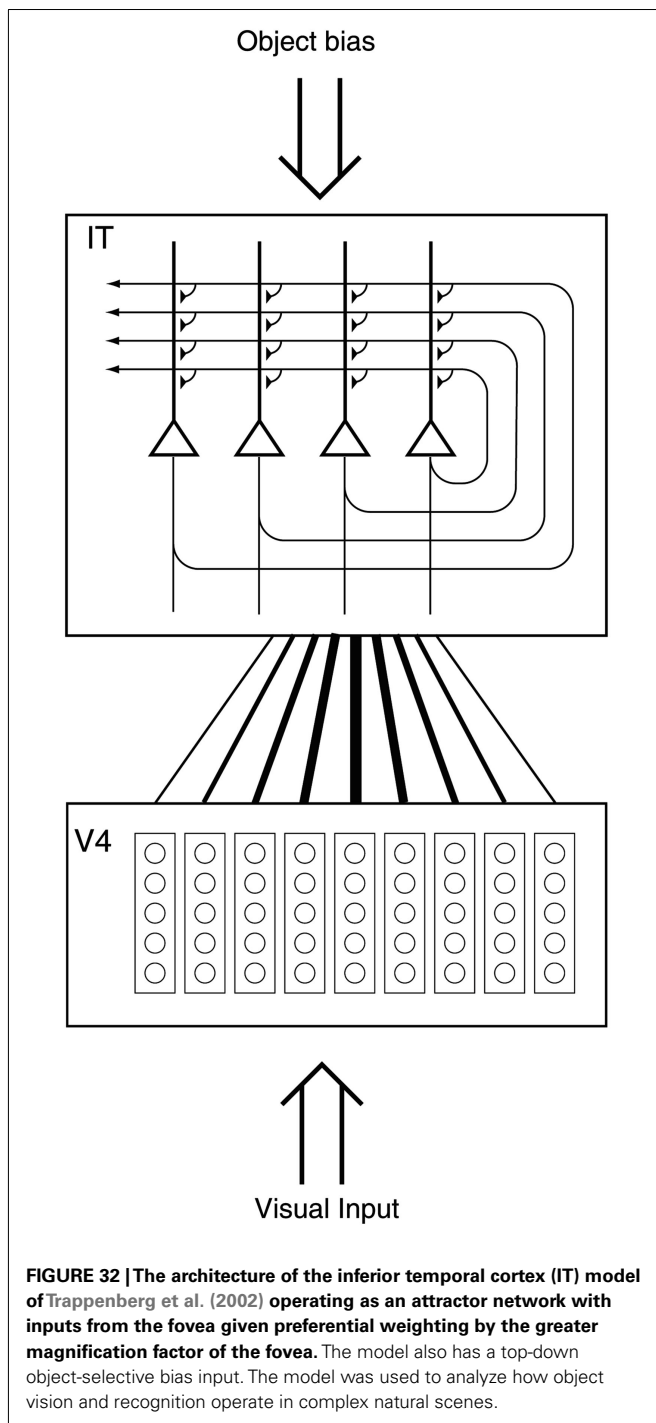 Object bias
IT
V4
Visual Input
FIGURE 32 | The architecture of the inferior temporal cortex (IT) model
of Trappenberg et al. (2002) operating as an attractor network with
inputs from the fovea given preferential weighting by the greater
magnification factor of the fovea. The model also has a top-down
object-selective bias input. The model was used to analyze how object
vision and recognition operate in complex natural scenes.